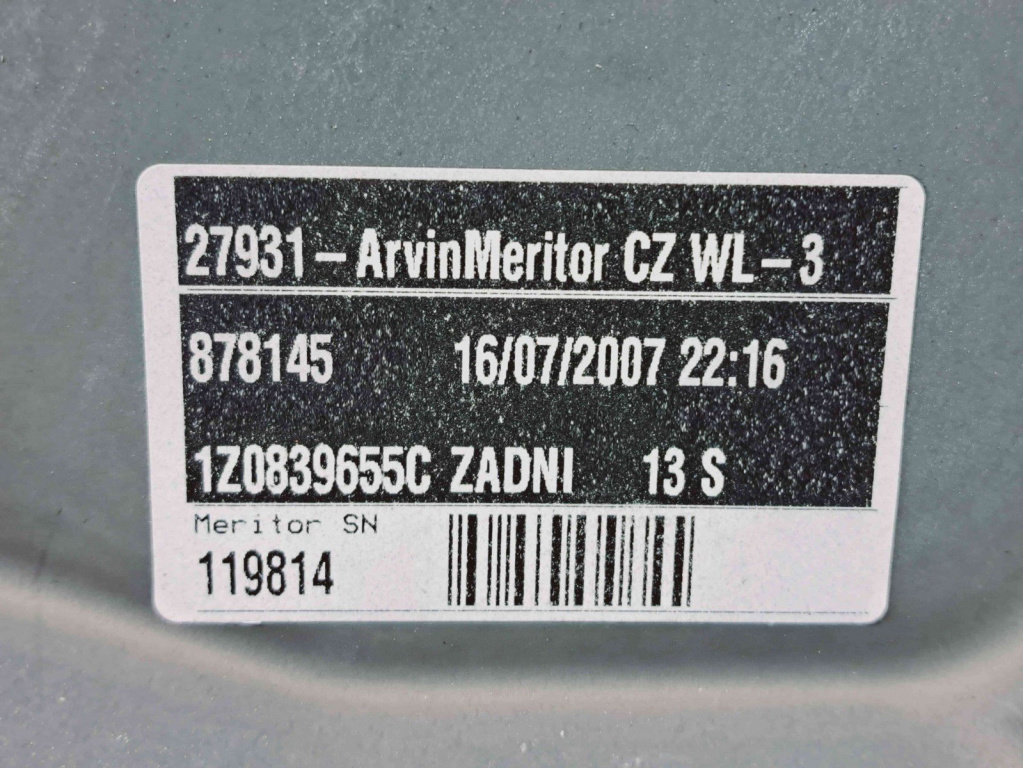 27931 – ArvinMeritor CZ WL – 3
878145 16/07/2007 22:16
1Z0839655C ZADNI 13 S
Meritor SN
119814